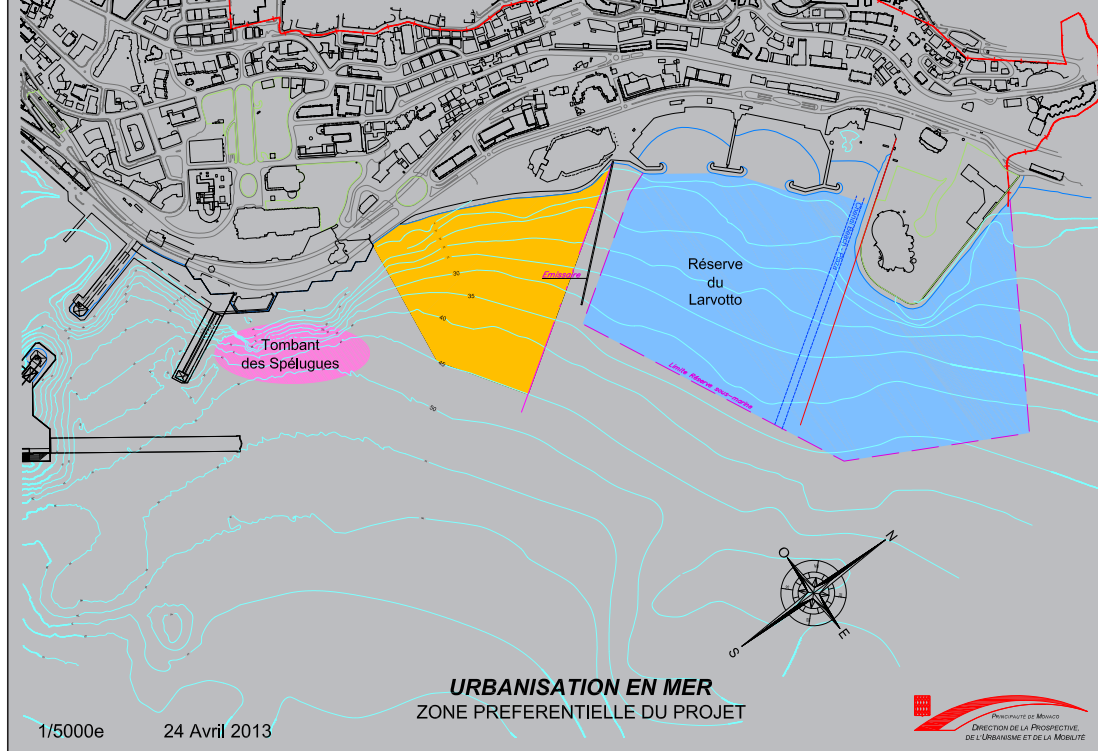 Réserve
du
Larvotto
Emissaire
30
35
40
45
50
Tombant
des Spélugues
Limite Réserve sous-marine
N
O
E
S
URBANISATION EN MER
ZONE PREFERENTIELLE DU PROJET
1/5000e
24 Avril 2013
PRINCIPAUTÉ DE MONACO
DIRECTION DE LA PROSPECTIVE,
DE L'URBANISME ET DE LA MOBILITÉ